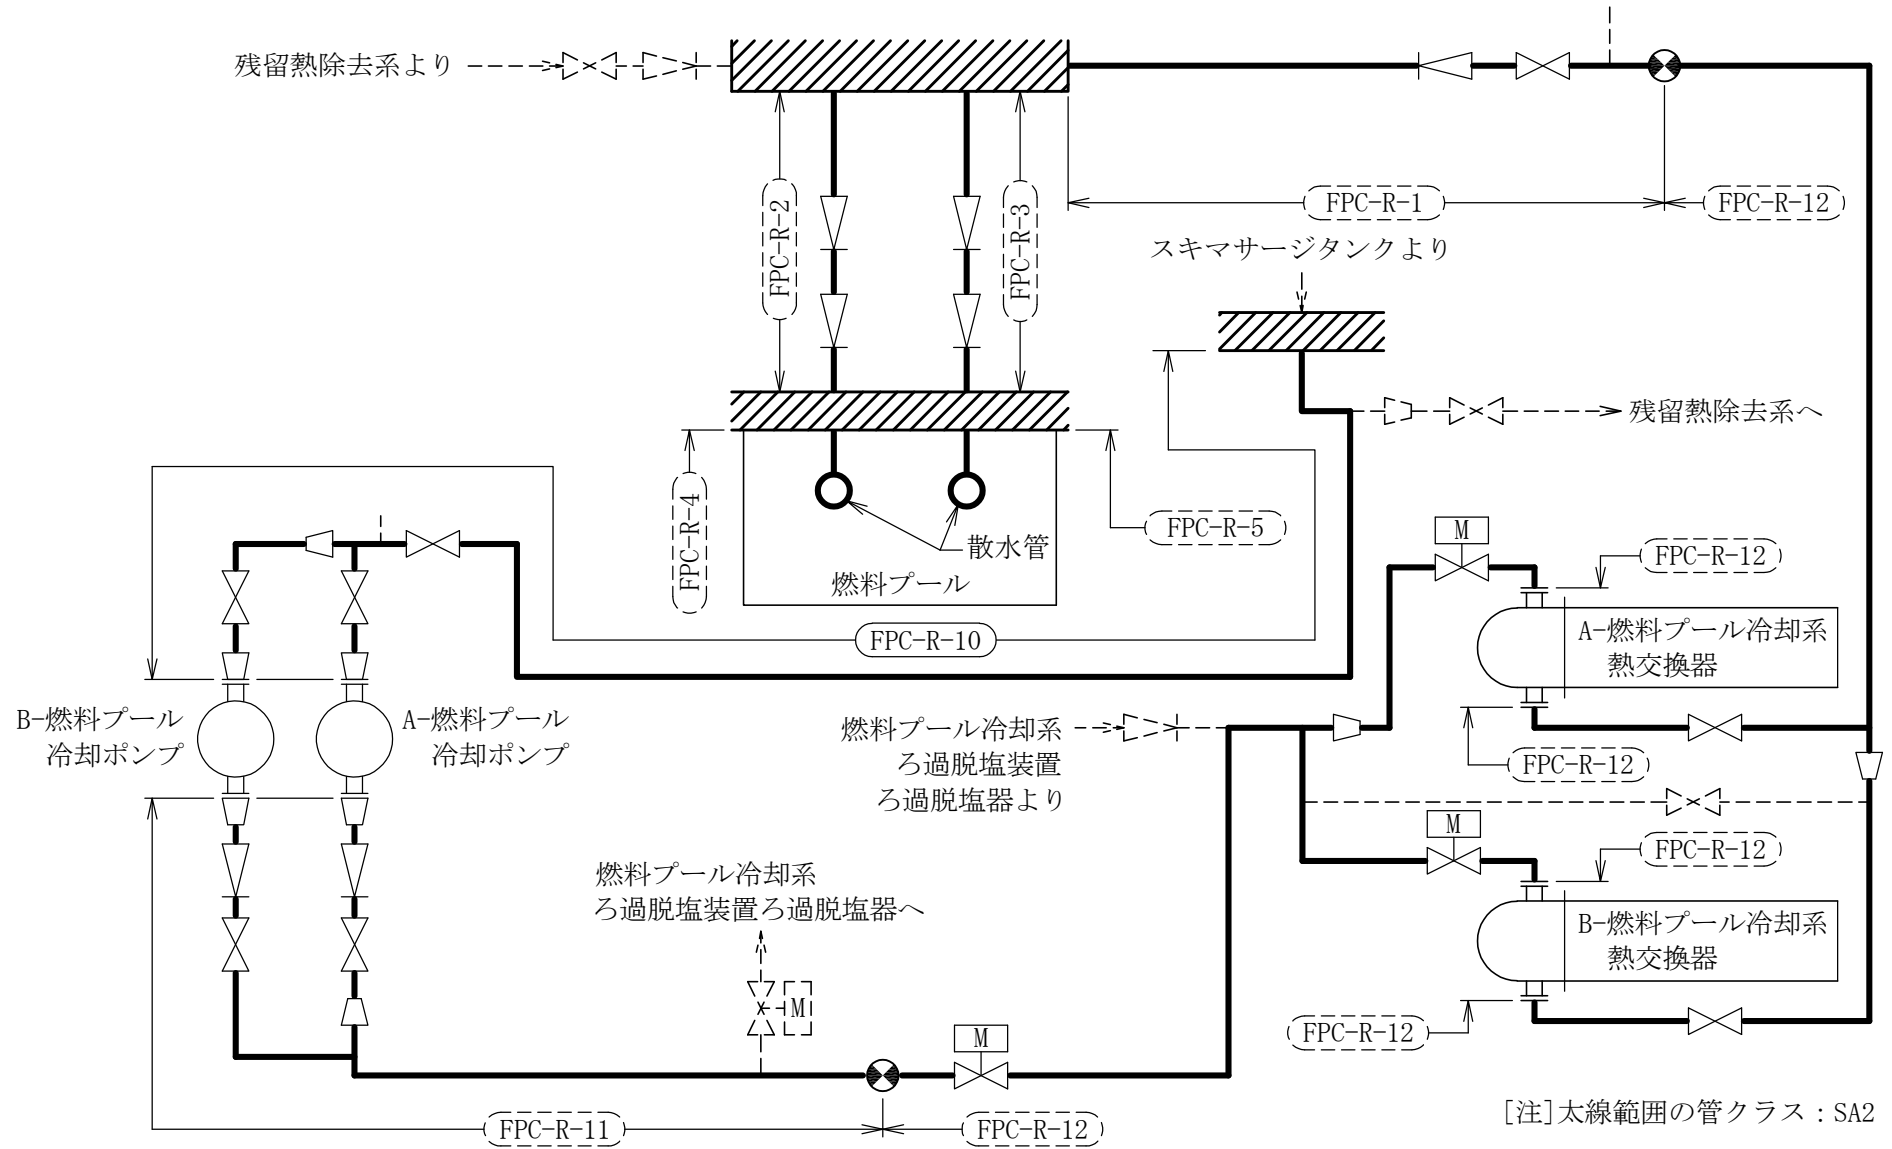 残留熱除去系より
FPC-R-2
FPC-R-3
FPC-R-1
FPC-R-12
スキマサージタンクより
残留熱除去系へ
FPC-R-4
FPC-R-5
散水管
燃料プール
M
FPC-R-12
A-燃料プール冷却系
熱交換器
FPC-R-10
B-燃料プール
冷却ポンプ
A-燃料プール
冷却ポンプ
燃料プール冷却系
ろ過脱塩装置
ろ過脱塩器より
FPC-R-12
M
FPC-R-12
燃料プール冷却系
ろ過脱塩装置ろ過脱塩器へ
B-燃料プール冷却系
熱交換器
M
M
FPC-R-12
FPC-R-11
FPC-R-12
[注]太線範囲の管クラス:SA2